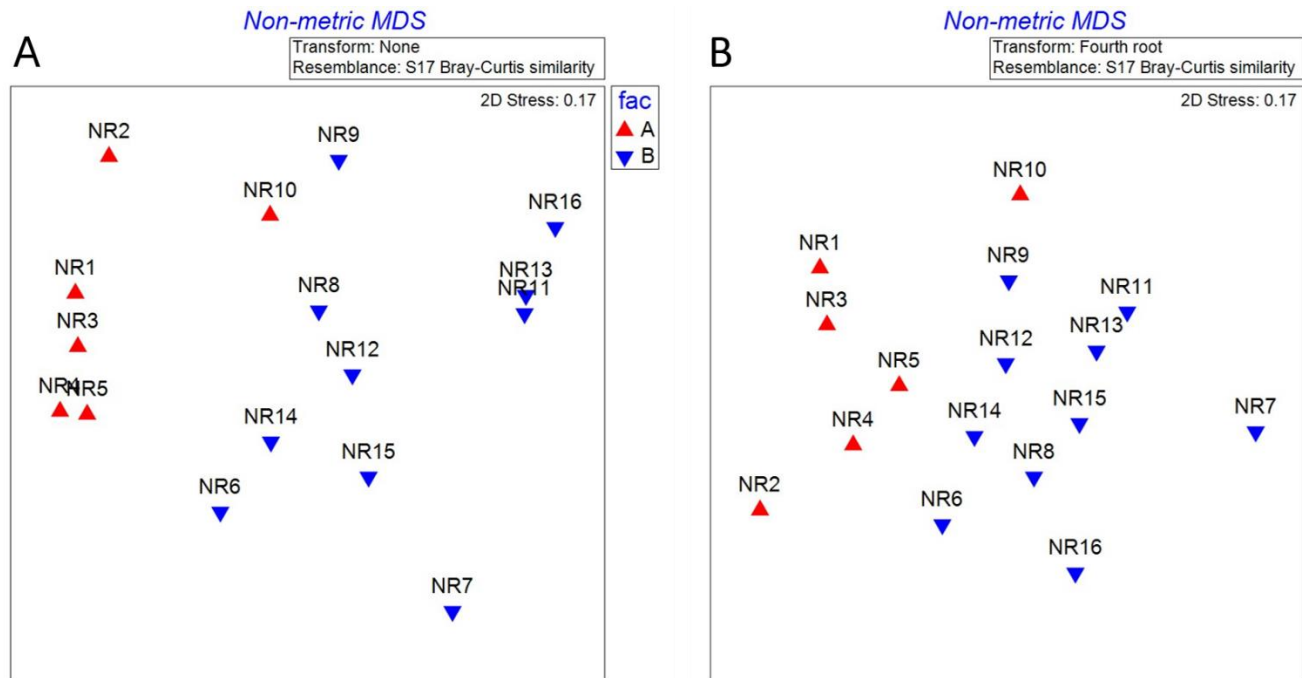 A
Non-metric MDS
Transform: None
Resemblance: S17 Bray-Curtis similarity
2D Stress: 0.17
fac
A
B
NR2
NR9
NR10
NR16
NR1
NR13
NR8
NR11
NR3
NR12
NR4
NR5
NR14
NR15
NR6
NR7
B
Non-metric MDS
Transform: Fourth root
Resemblance: S17 Bray-Curtis similarity
2D Stress: 0.17
NR10
NR1
NR9
NR3
NR11
NR12
NR13
NR5
NR4
NR14
NR15
NR7
NR2
NR8
NR6
NR16